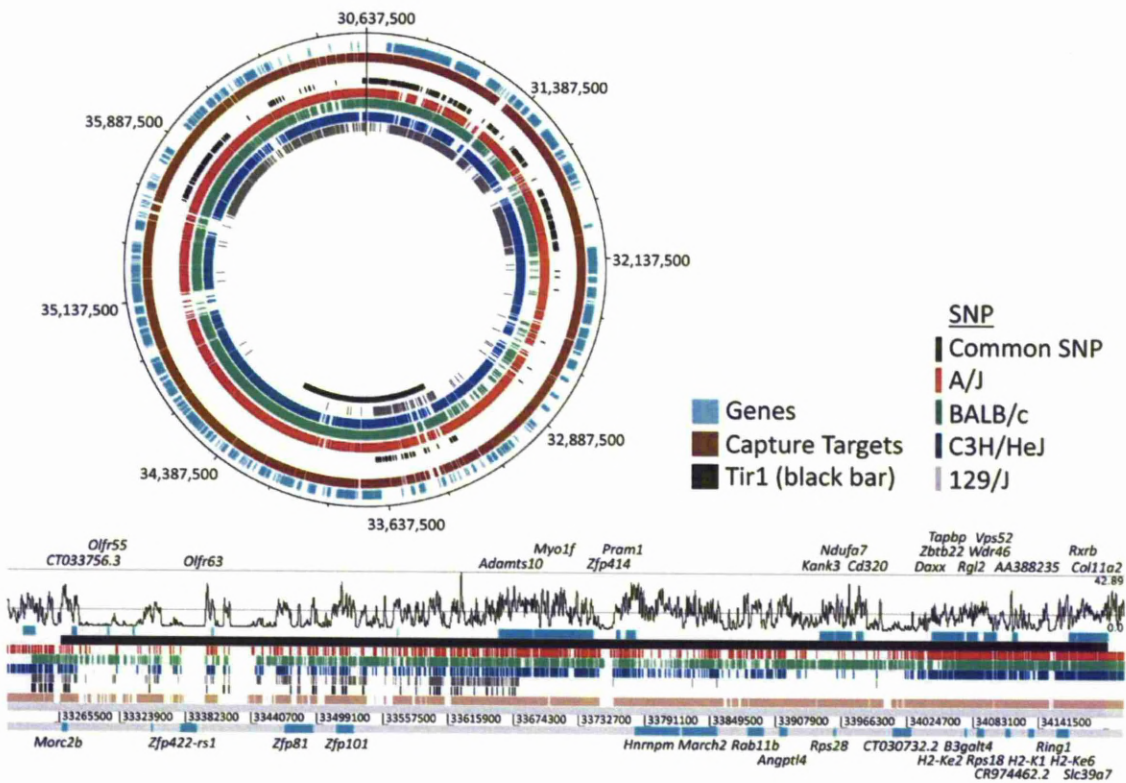 30,637,500
31,387,500
35,887,500
32,137,500
35,137,500
32,887,500
34,387,500
33,637,500
SNP
Common SNP
A/J
BALB/c
C3H/HeJ
129/J
Genes
Capture Targets
Tir1 (black bar)
Olfr55
CT033756.3
Olfr63
Myo1f
Adamts10
Pram1
Zfp414
Ndufa7
Kank3 Cd320
Tapbp Vps52
Zbtb22 Wdr46
Daxx Rgl2 AA388235
Rxrb
Col11a2
42.89
0.0
33265500 33323900 33382300 33440700 33499100 33557500 33615900 33674300 33732700 33791100 33849500 33907900 33966300 34024700 34083100 34141500
Morc2b Zfp422-rs1 Zfp81 Zfp101 Hnrnpm March2 Rab11b Rps28 CT030732.2 B3galt4 Ring1
Angptl4 H2-Ke2 Rps18 H2-K1 H2-Ke6
CR974462.2 Slc39a7